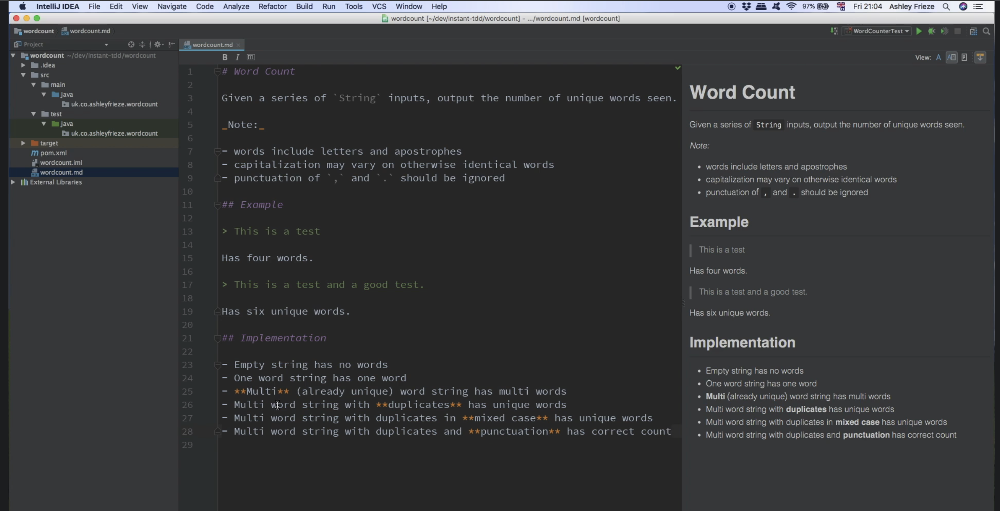 IntelliJ IDEA File Edit View Navigate Code Analyze Refactor Build Run Tools VCS Window Help 97% Fri 21:04 Ashley Frieze
wordcount [~/dev/instant-tdd/wordcount] - .../wordcount.md [wordcount]
wordcount wordcount.md WordCounterTest
Project
wordcount ~/dev/instant-tdd/wordcount
.idea
src
main
java
uk.co.ashleyfrieze.wordcount
test
java
uk.co.ashleyfrieze.wordcount
target
pom.xml
wordcount.iml
wordcount.md
External Libraries
wordcount.md
B I m View: A
1 # Word Count
2
3 Given a series of `String` inputs, output the number of unique words seen.
4
5 _Note:_
6
7 - words include letters and apostrophes
8 - capitalization may vary on otherwise identical words
9 - punctuation of `,` and `.` should be ignored
10
11 ## Example
12
13 > This is a test
14
15 Has four words.
16
17 > This is a test and a good test.
18
19 Has six unique words.
20
21 ## Implementation
22
23 - Empty string has no words
24 - One word string has one word
25 - **Multi** (already unique) word string has multi words
26 - Multi word string with **duplicates** has unique words
27 - Multi word string with duplicates in **mixed case** has unique words
28 - Multi word string with duplicates and **punctuation** has correct count
29
Word Count
Given a series of String inputs, output the number of unique words seen.
Note:
• words include letters and apostrophes
• capitalization may vary on otherwise identical words
• punctuation of , and . should be ignored
Example
This is a test
Has four words.
This is a test and a good test.
Has six unique words.
Implementation
• Empty string has no words
• One word string has one word
• Multi (already unique) word string has multi words
• Multi word string with duplicates has unique words
• Multi word string with duplicates in mixed case has unique words
• Multi word string with duplicates and punctuation has correct count